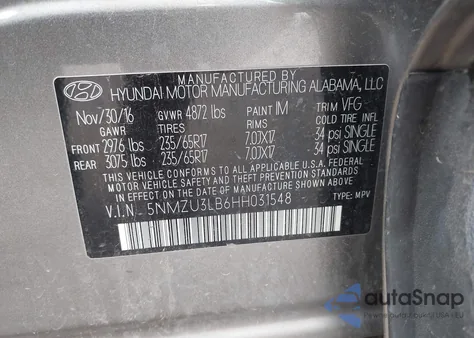 MANUFACTURED BY
HYUNDAI MOTOR MANUFACTURING ALABAMA, LLC
Nov/30/16 GVWR 4872 lbs PAINT IM TRIM VFG
GAWR TIRES RIMS COLD TIRE INFL.
FRONT 2976 lbs 235/65R17 7.0JX17 34 psi SINGLE
REAR 3075 lbs 235/65R17 7.0JX17 34 psi SINGLE
THIS VEHICLE CONFORMS TO ALL APPLICABLE U.S.A. FEDERAL
MOTOR VEHICLE SAFETY, BUMPER, AND THEFT PREVENTION
STANDARDS IN EFFECT ON THE DATE OF MANUFACTURE SHOWN ABOVE.
V.I.N. 5NMZU3LB6HH031548 TYPE: MPV
autoSnap